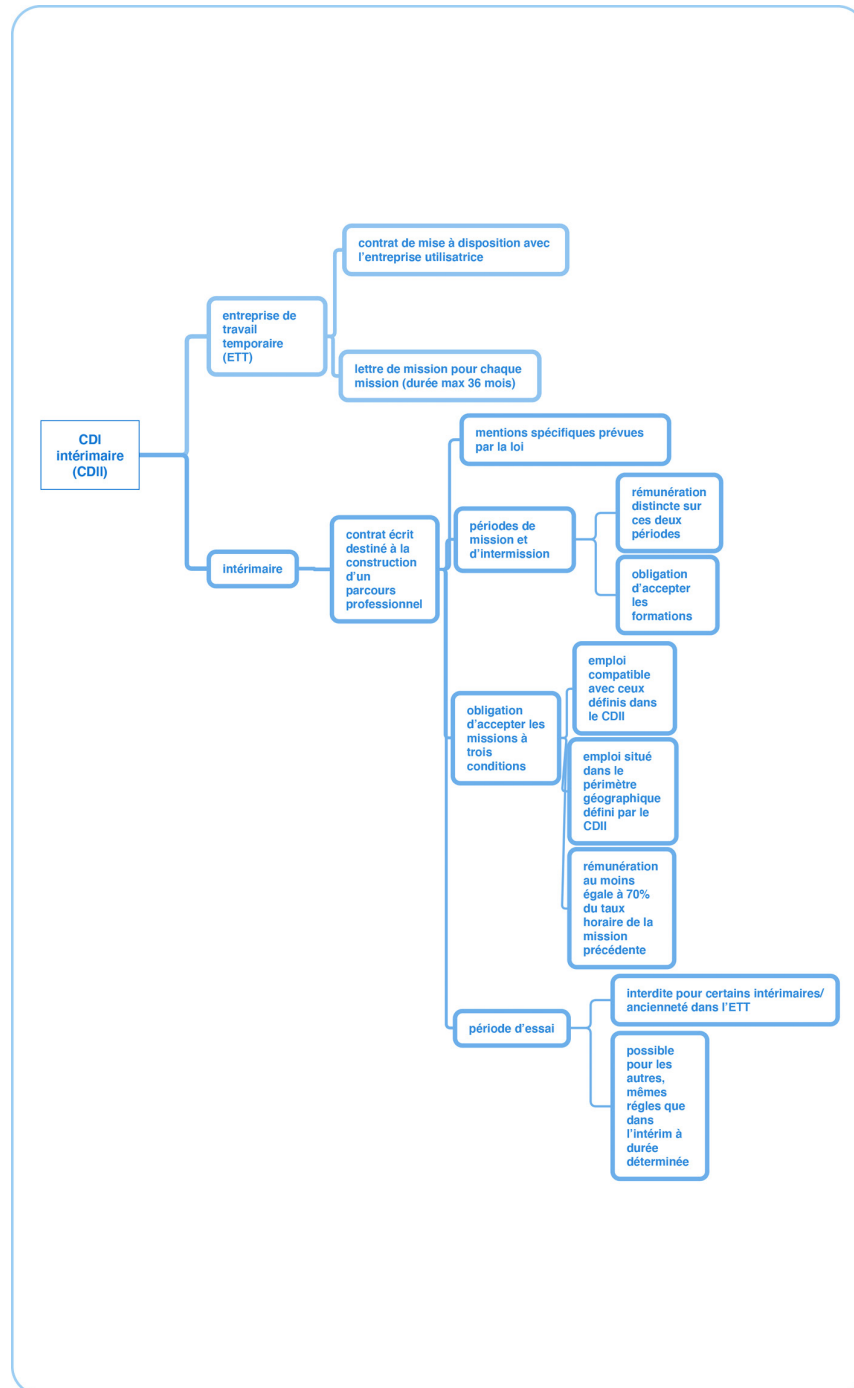 CDI
intérimaire
(CDII)
entreprise de
travail
temporaire
(ETT)
contrat de mise à disposition avec
l'entreprise utilisatrice
lettre de mission pour chaque
mission (durée max 36 mois)
intérimaire
contrat écrit
destiné à la
construction
d'un
parcours
professionnel
mentions spécifiques prévues
par la loi
périodes de
mission et
d'intermission
rémunération
distincte sur
ces deux
périodes
obligation
d'accepter
les
formations
obligation
d'accepter les
missions à
trois
conditions
emploi
compatible
avec ceux
définis dans
le CDII
emploi situé
dans le
périmètre
géographique
défini par le
CDII
rémunération
au moins
égale à 70%
du taux
horaire de la
mission
précédente
période d'essai
interdite pour certains intérimaires/
ancienneté dans l'ETT
possible
pour les
autres,
mêmes
régles que
dans
l'intérim à
durée
déterminée